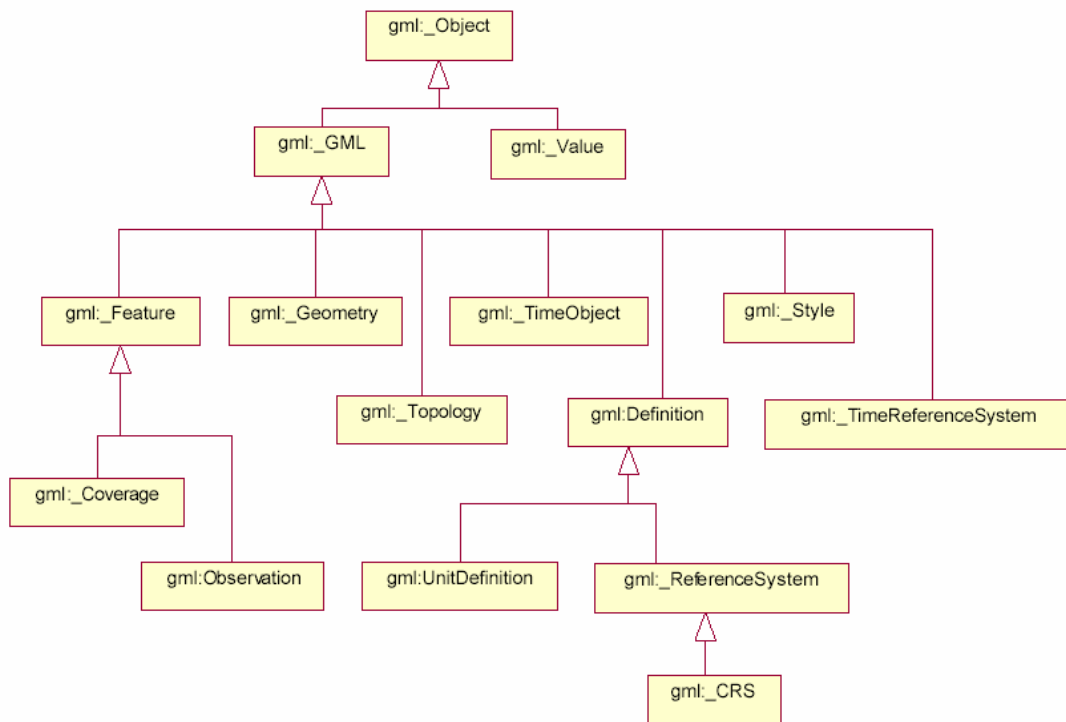 gml:_Object
gml:_GML
gml:_Value
gml:_Feature
gml:_Geometry
gml:_TimeObject
gml:_Style
gml:_Topology
gml:Definition
gml:_TimeReferenceSystem
gml:_Coverage
gml:Observation
gml:UnitDefinition
gml:_ReferenceSystem
gml:_CRS